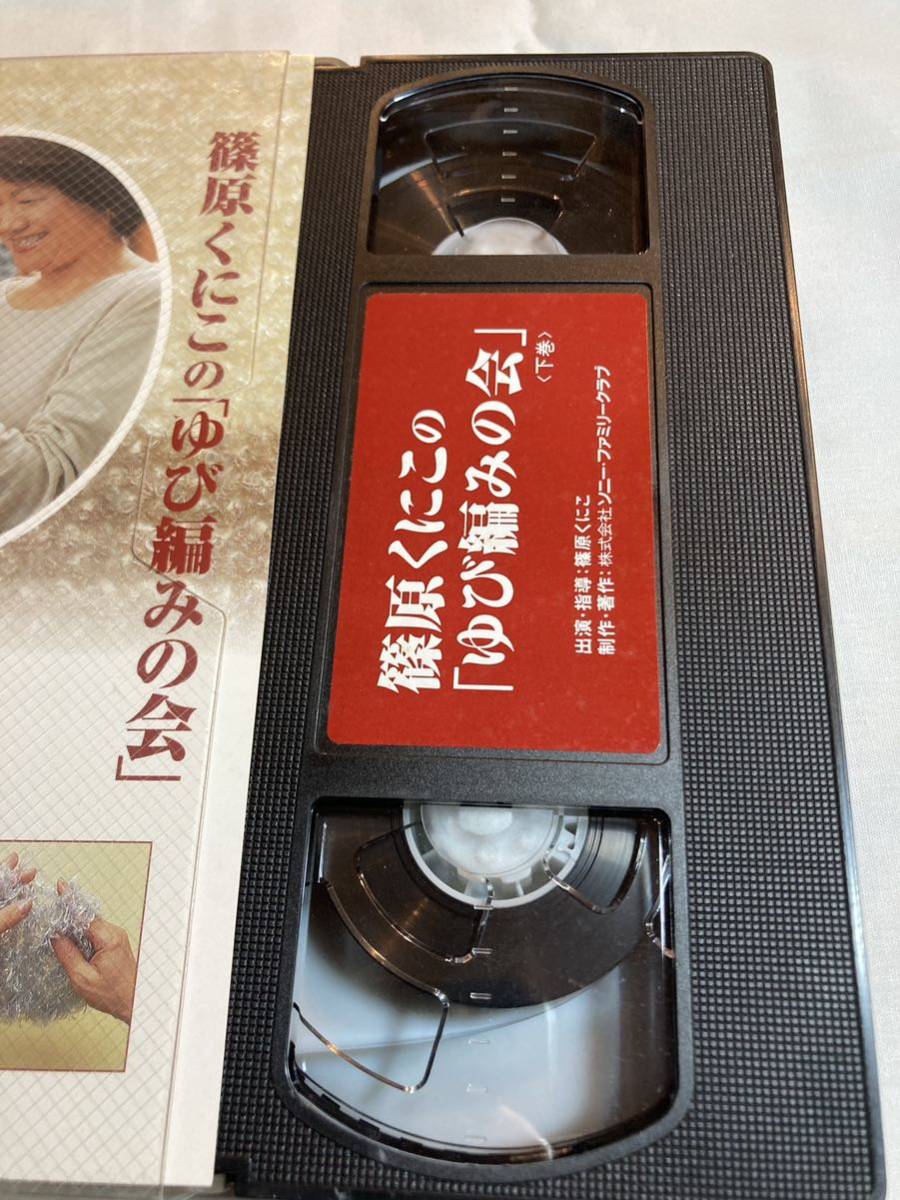 篠原くにこの「ゆび編みの会」
篠原くにこの
「ゆび編みの会」
〈下巻〉
出演・指導：篠原くにこ
制作・著作：株式会社 ソニー・ファミリークラブ